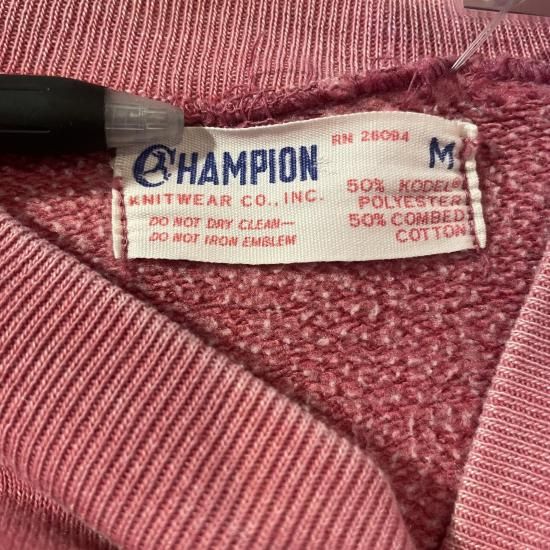 RN 26094
CHAMPION
M
KNITWEAR CO., INC.
DO NOT DRY CLEAN—
DO NOT IRON EMBLEM
50% KODEL®
POLYESTER
50% COMBED
COTTON